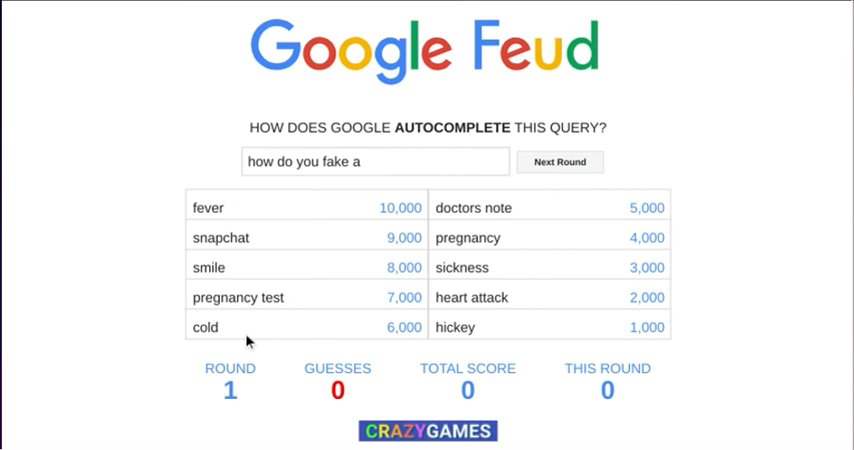 Google Feud
HOW DOES GOOGLE AUTOCOMPLETE THIS QUERY?
how do you fake a
Next Round
fever 10,000 doctors note 5,000
snapchat 9,000 pregnancy 4,000
smile 8,000 sickness 3,000
pregnancy test 7,000 heart attack 2,000
cold 6,000 hickey 1,000
ROUND GUESSES TOTAL SCORE THIS ROUND
1 0 0 0
CRAZYGAMES